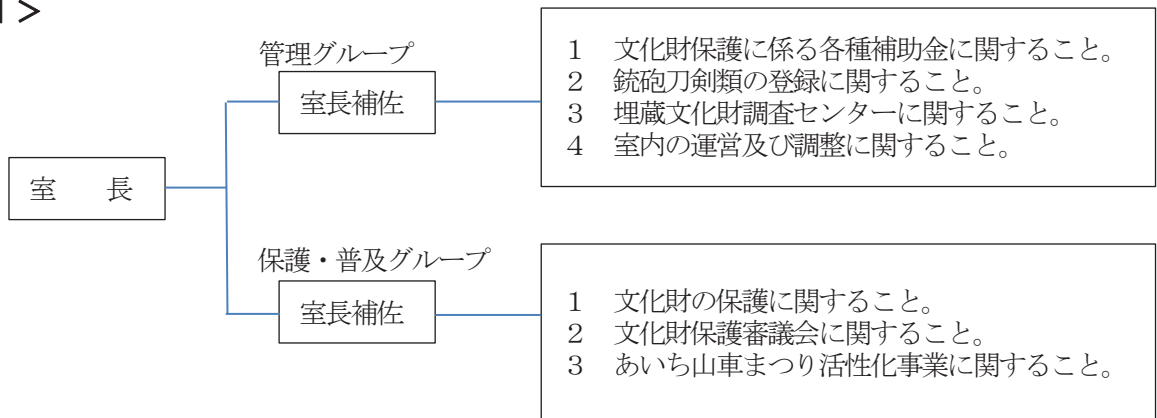 管理グループ
室長補佐
1 文化財保護に係る各種補助金に関すること。
2 銃砲刀剣類の登録に関すること。
3 埋蔵文化財調査センターに関すること。
4 室内の運営及び調整に関すること。
室　　長
保護・普及グループ
室長補佐
1 文化財の保護に関すること。
2 文化財保護審議会に関すること。
3 あいち山車まつり活性化事業に関すること。